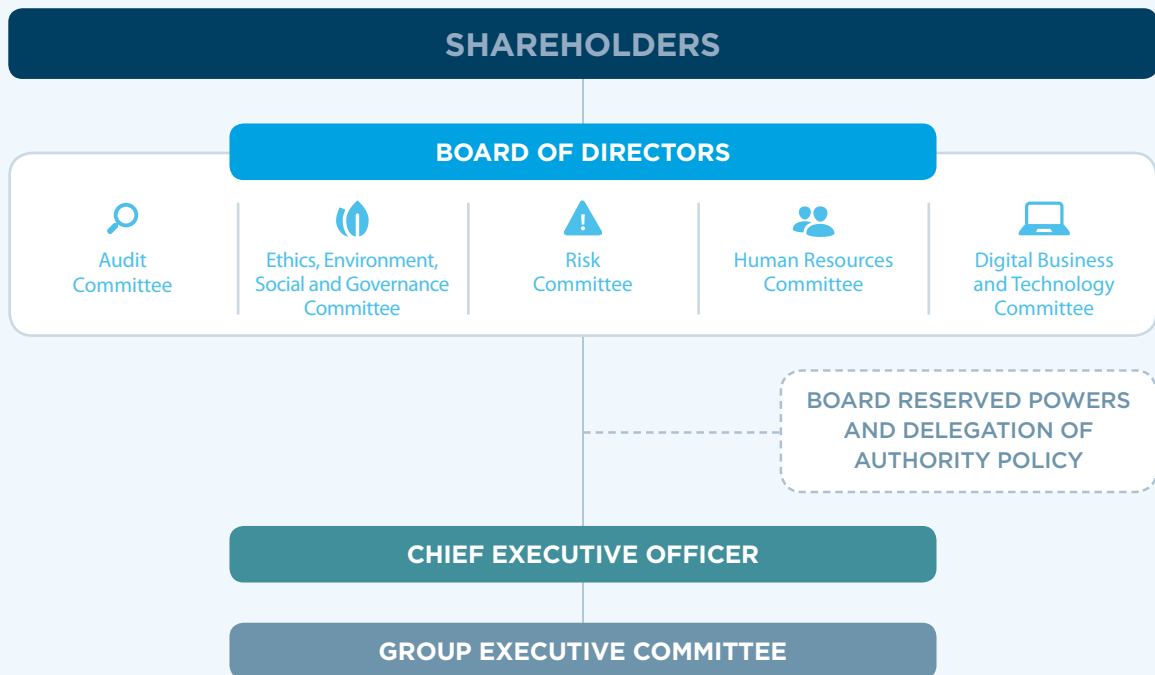 SHAREHOLDERS
BOARD OF DIRECTORS
Audit
Committee
Ethics, Environment,
Social and Governance
Committee
Risk
Committee
Human Resources
Committee
Digital Business
and Technology
Committee
BOARD RESERVED POWERS
AND DELEGATION OF
AUTHORITY POLICY
CHIEF EXECUTIVE OFFICER
GROUP EXECUTIVE COMMITTEE